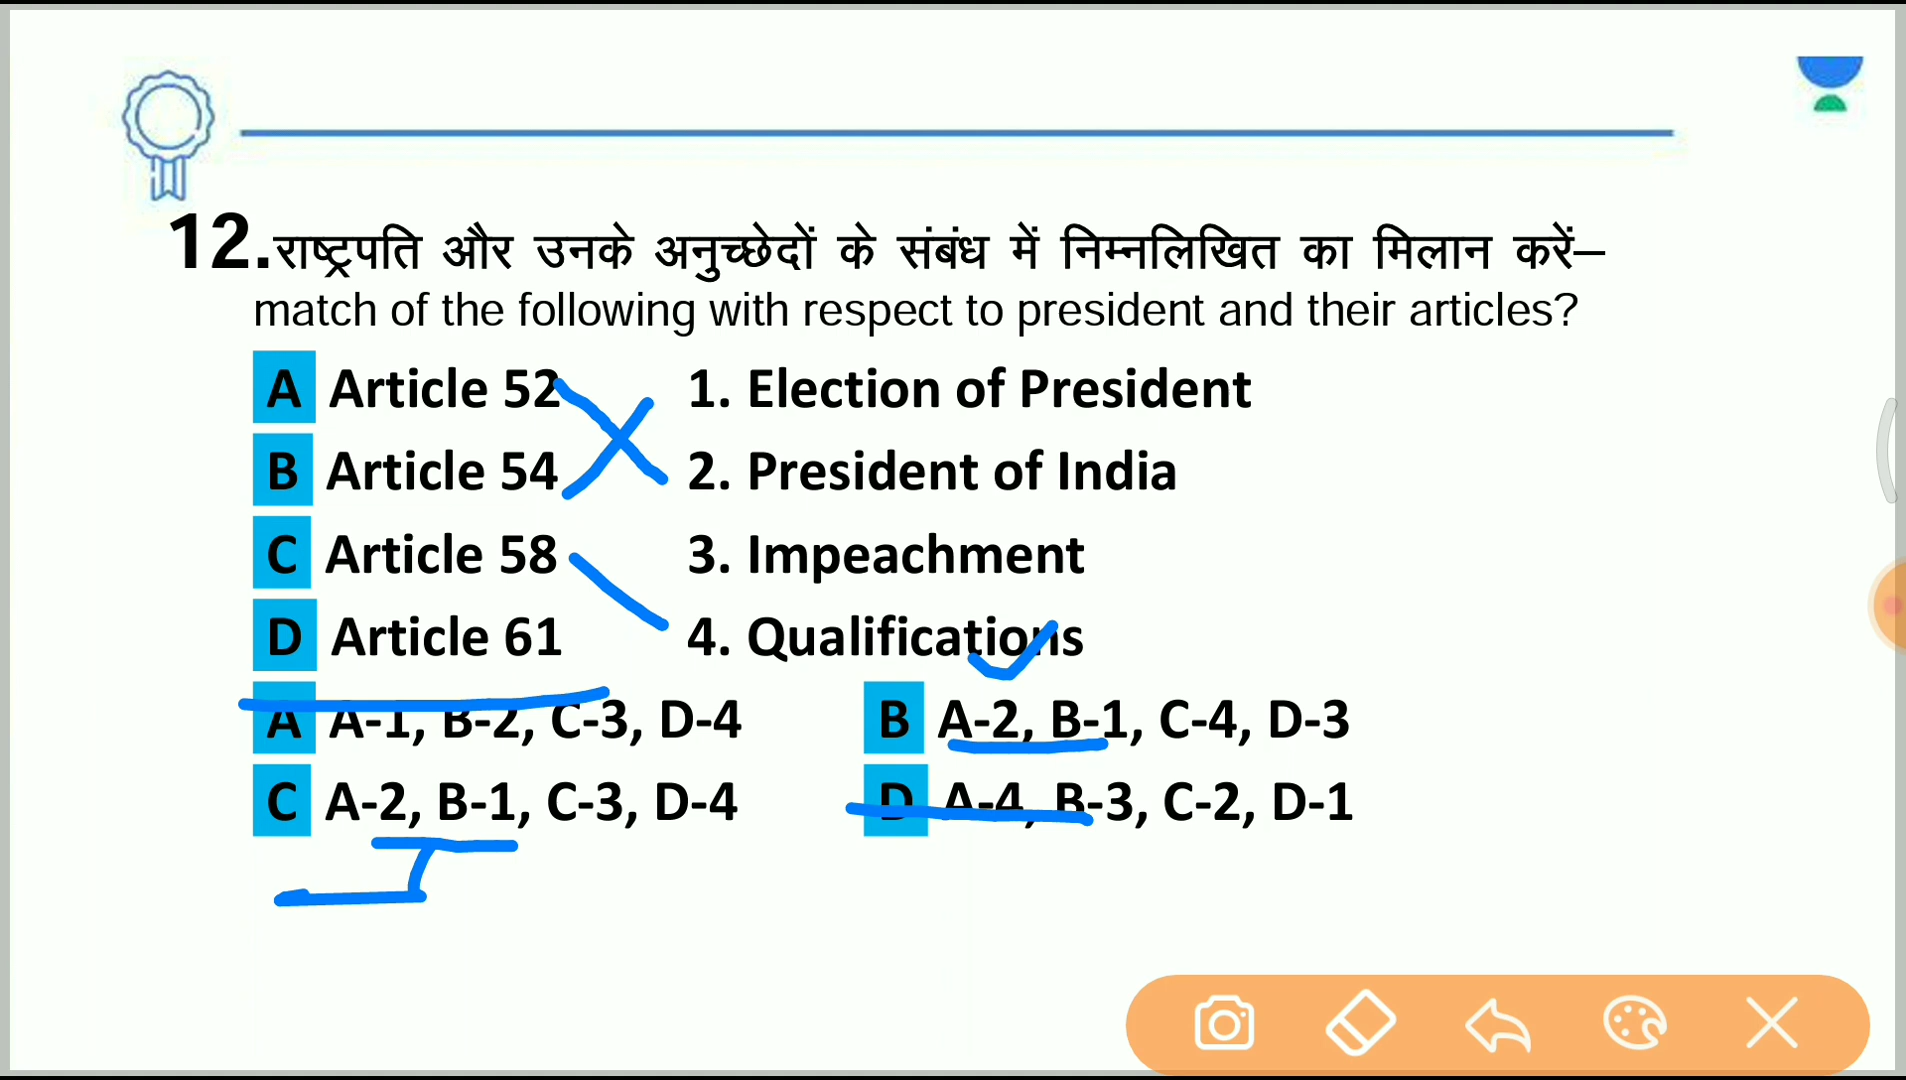 12.राष्ट्रपति और उनके अनुच्छेदों के संबंध में निम्नलिखित का मिलान करें–
match of the following with respect to president and their articles?
A Article 52 1. Election of President
B Article 54 2. President of India
C Article 58 3. Impeachment
D Article 61 4. Qualifications
A A-1, B-2, C-3, D-4 B A-2, B-1, C-4, D-3
C A-2, B-1, C-3, D-4 D A-4, B-3, C-2, D-1